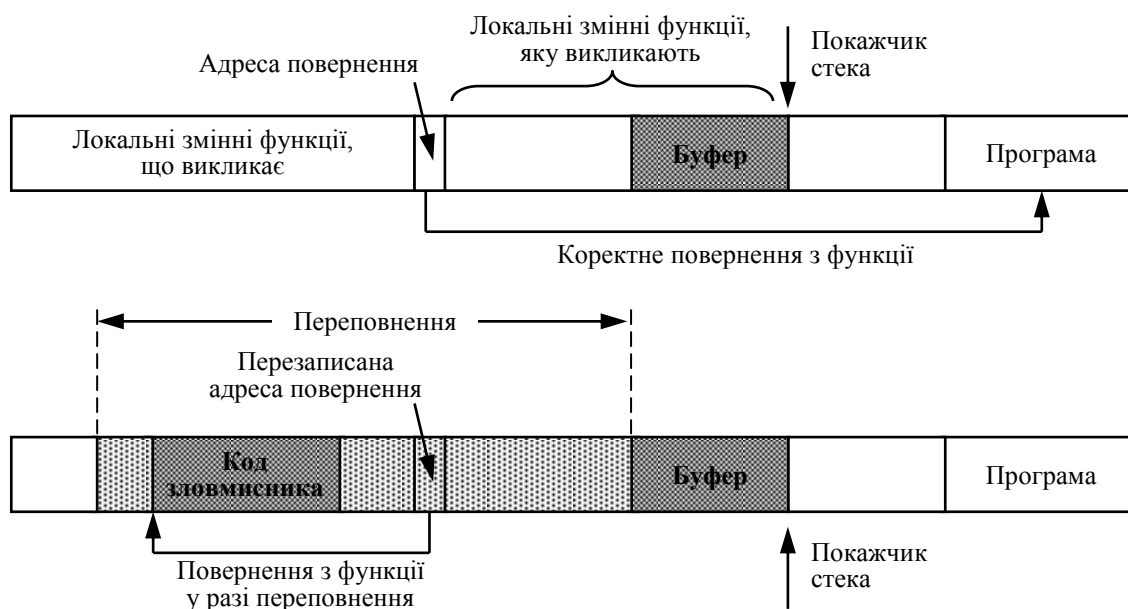 Локальні змінні функції,
яку викликають
Покажчик
стека
Адреса повернення
Локальні змінні функції,
що викликає
Буфер
Програма
Коректне повернення з функції
Переповнення
Перезаписана
адреса повернення
Код
зловмисника
Буфер
Програма
Повернення з функції
у разі переповнення
Покажчик
стека